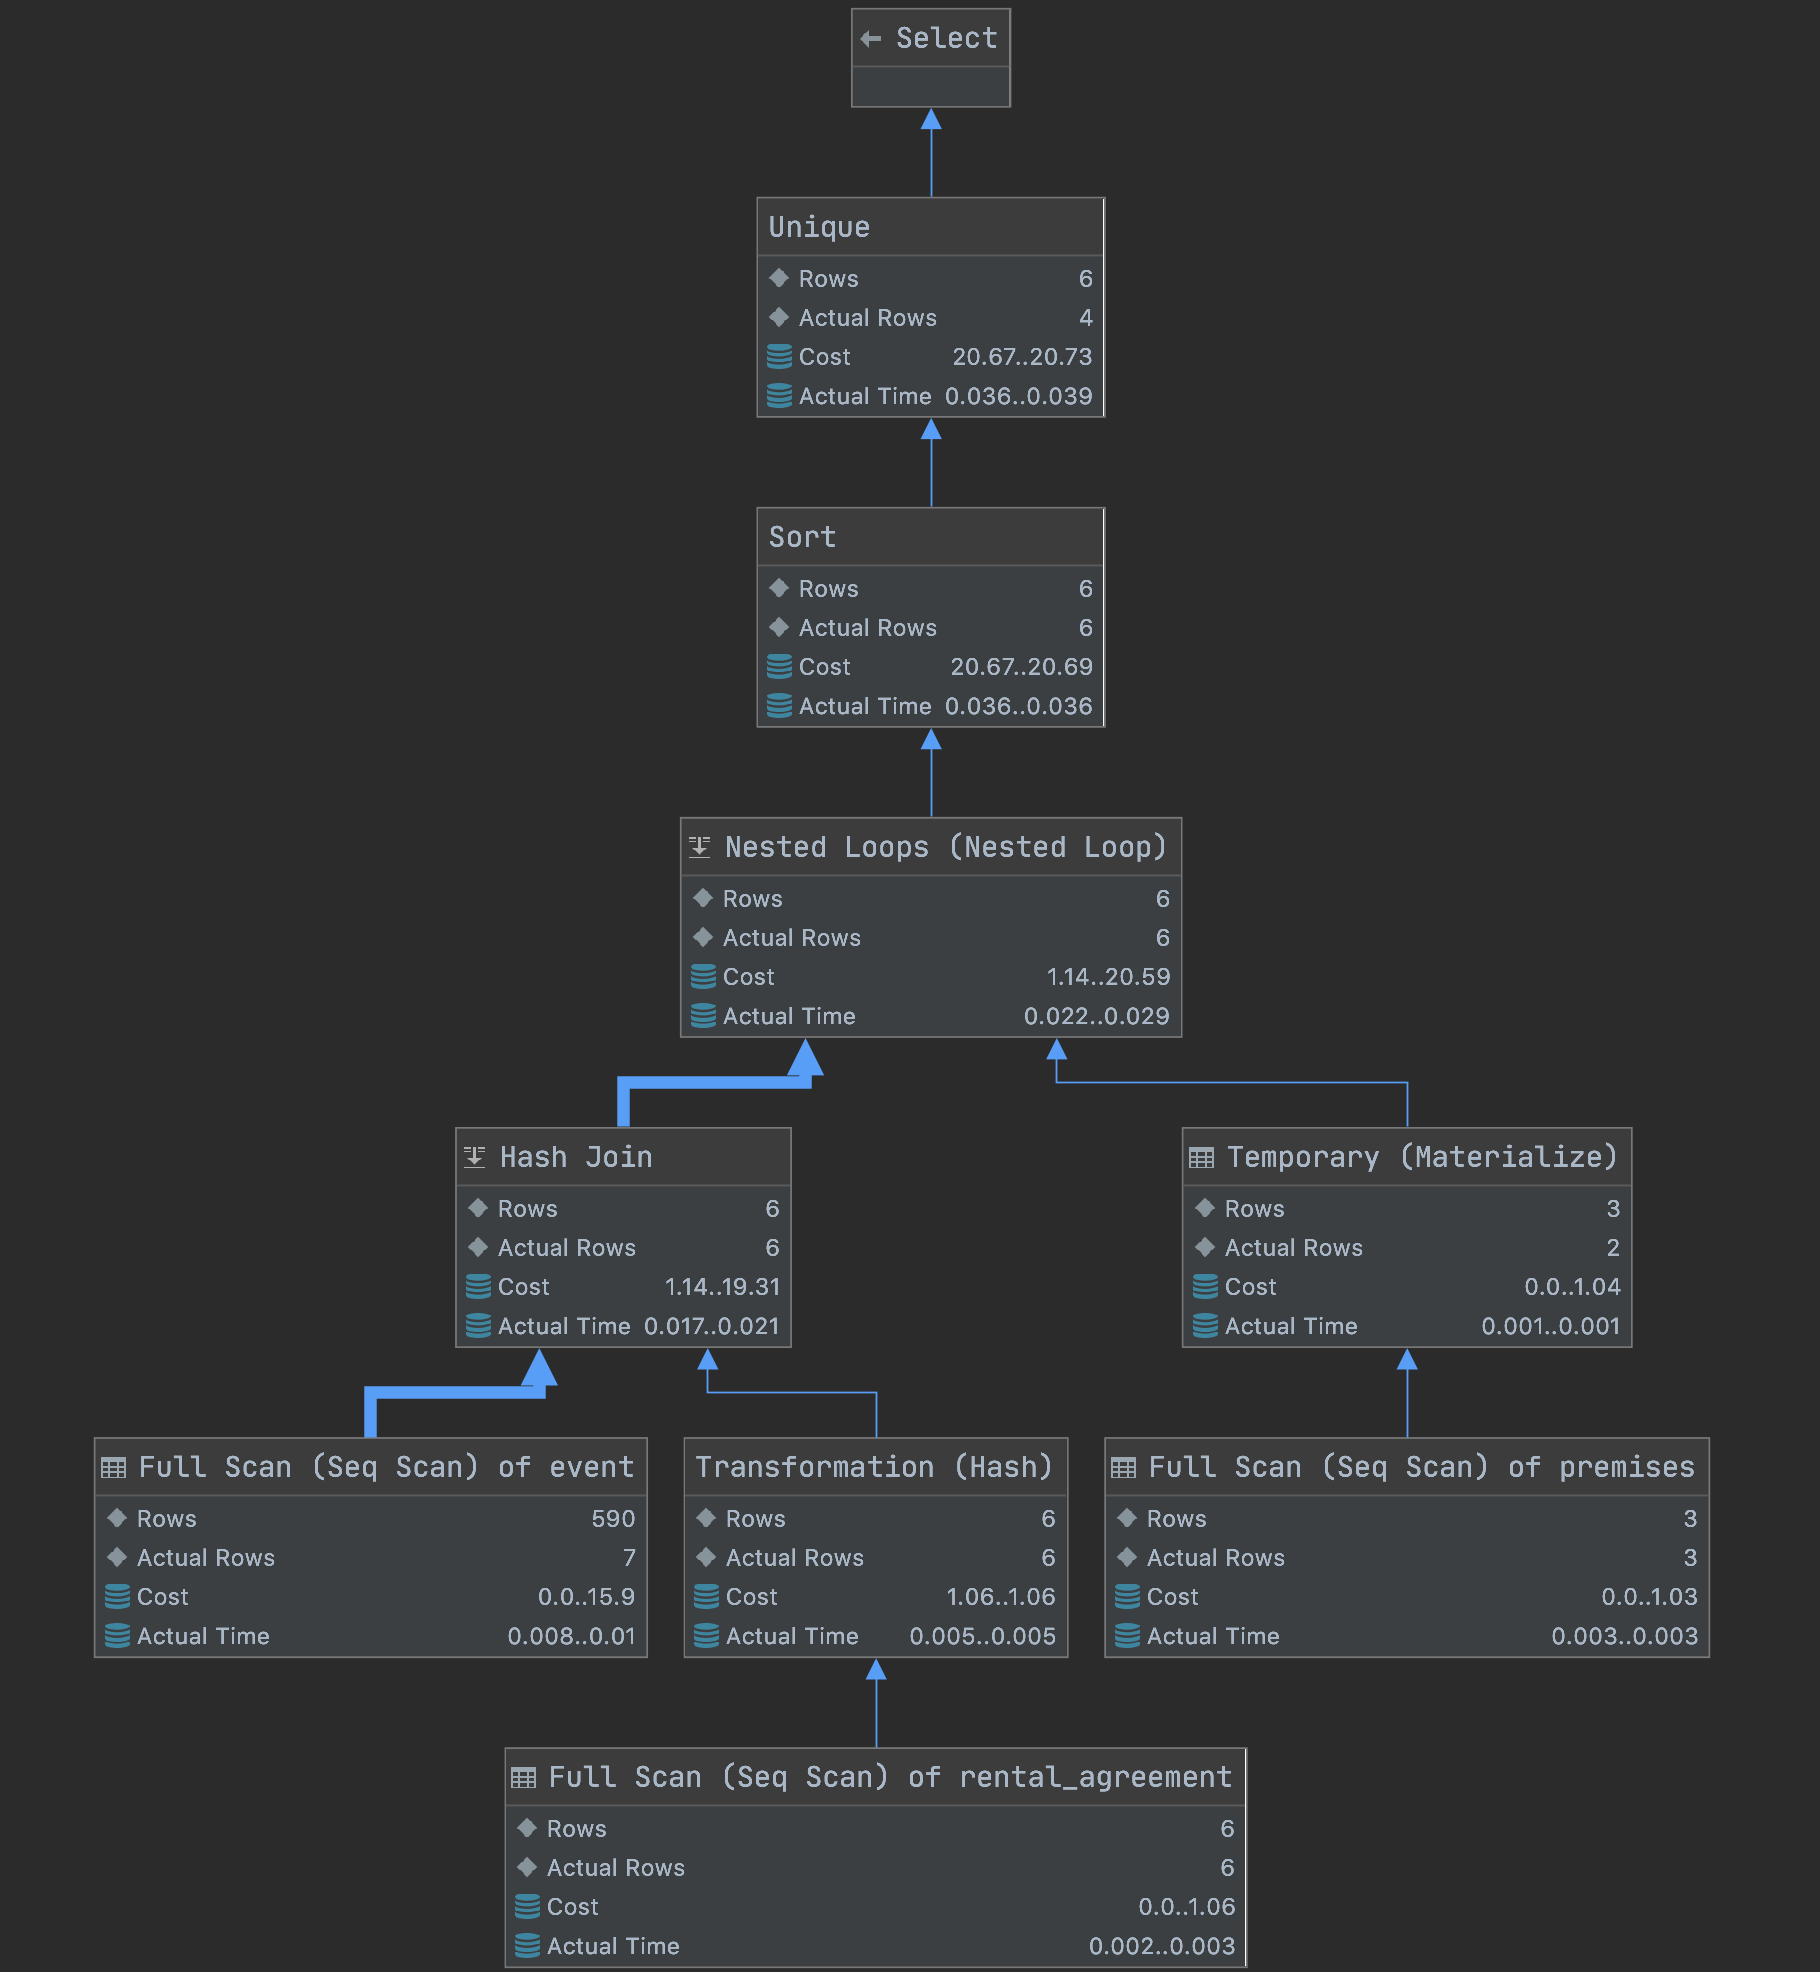 Select
Unique
Rows 6
Actual Rows 4
Cost 20.67..20.73
Actual Time 0.036..0.039
Sort
Rows 6
Actual Rows 6
Cost 20.67..20.69
Actual Time 0.036..0.036
Nested Loops (Nested Loop)
Rows 6
Actual Rows 6
Cost 1.14..20.59
Actual Time 0.022..0.029
Hash Join
Rows 6
Actual Rows 6
Cost 1.14..19.31
Actual Time 0.017..0.021
Temporary (Materialize)
Rows 3
Actual Rows 2
Cost 0.0..1.04
Actual Time 0.001..0.001
Full Scan (Seq Scan) of event
Rows 590
Actual Rows 7
Cost 0.0..15.9
Actual Time 0.008..0.01
Transformation (Hash)
Rows 6
Actual Rows 6
Cost 1.06..1.06
Actual Time 0.005..0.005
Full Scan (Seq Scan) of premises
Rows 3
Actual Rows 3
Cost 0.0..1.03
Actual Time 0.003..0.003
Full Scan (Seq Scan) of rental_agreement
Rows 6
Actual Rows 6
Cost 0.0..1.06
Actual Time 0.002..0.003